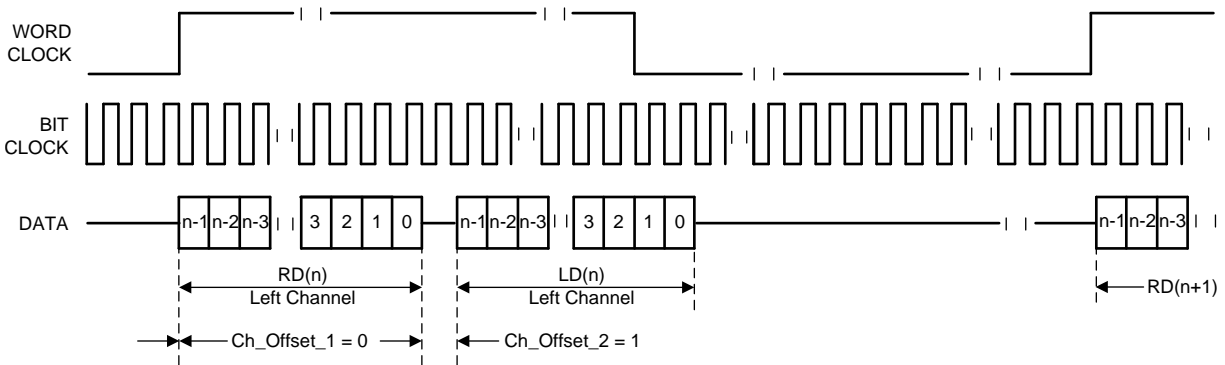 WORD
CLOCK
BIT
CLOCK
DATA
n-1 n-2 n-3 3 2 1 0 n-1 n-2 n-3 3 2 1 0 n-1 n-2 n-3
RD(n)
Left Channel
LD(n)
Left Channel
RD(n+1)
Ch_Offset_1 = 0
Ch_Offset_2 = 1